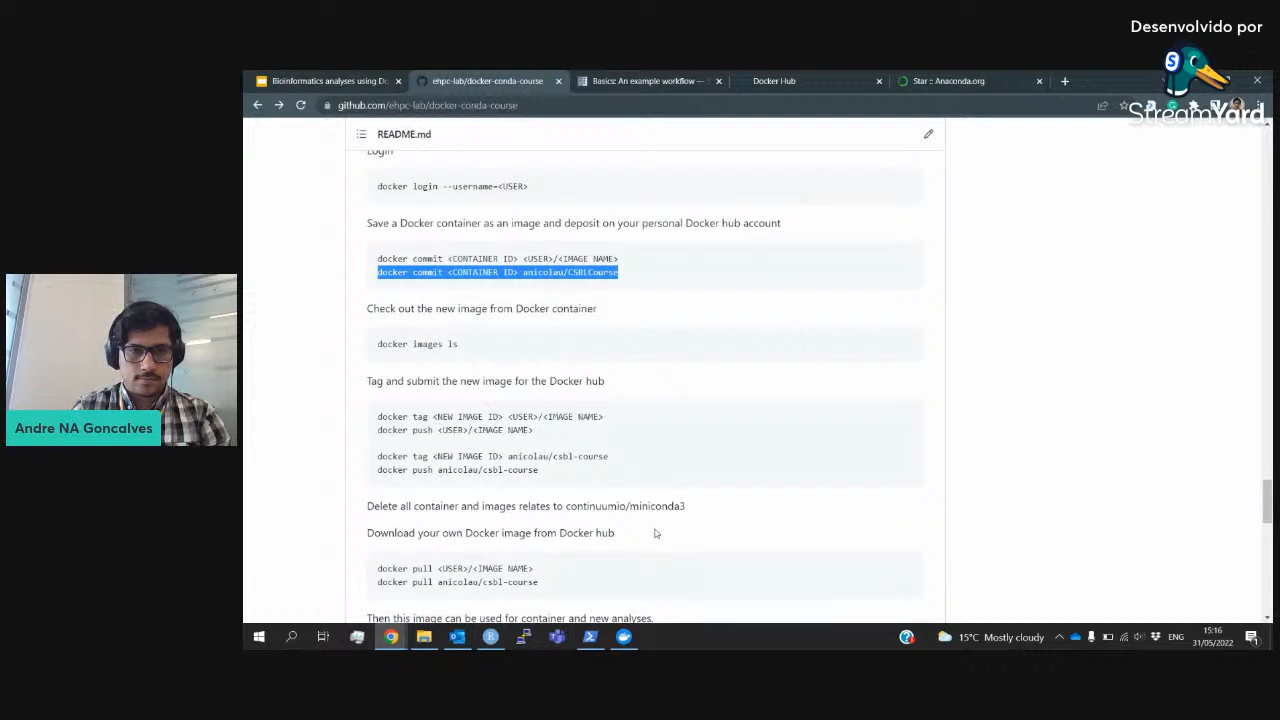 Desenvolvido por
StreamYard
Bioinformatics analyses using Do
ehpc-lab/docker-conda-course
Basics: An example workflow —
Docker Hub
Star :: Anaconda.org
github.com/ehpc-lab/docker-conda-course
README.md
Login
docker login --username=<USER>
Save a Docker container as an image and deposit on your personal Docker hub account
docker commit <CONTAINER ID> <USER>/<IMAGE NAME>
docker commit <CONTAINER ID> anicolau/CSBLCourse
Check out the new image from Docker container
docker images ls
Tag and submit the new image for the Docker hub
docker tag <NEW IMAGE ID> <USER>/<IMAGE NAME>
docker push <USER>/<IMAGE NAME>
docker tag <NEW IMAGE ID> anicolau/csbl-course
docker push anicolau/csbl-course
Delete all container and images relates to continuumio/miniconda3
Download your own Docker image from Docker hub
docker pull <USER>/<IMAGE NAME>
docker pull anicolau/csbl-course
Then this image can be used for container and new analyses.
Andre NA Goncalves
15°C Mostly cloudy
ENG
15:16
31/05/2022